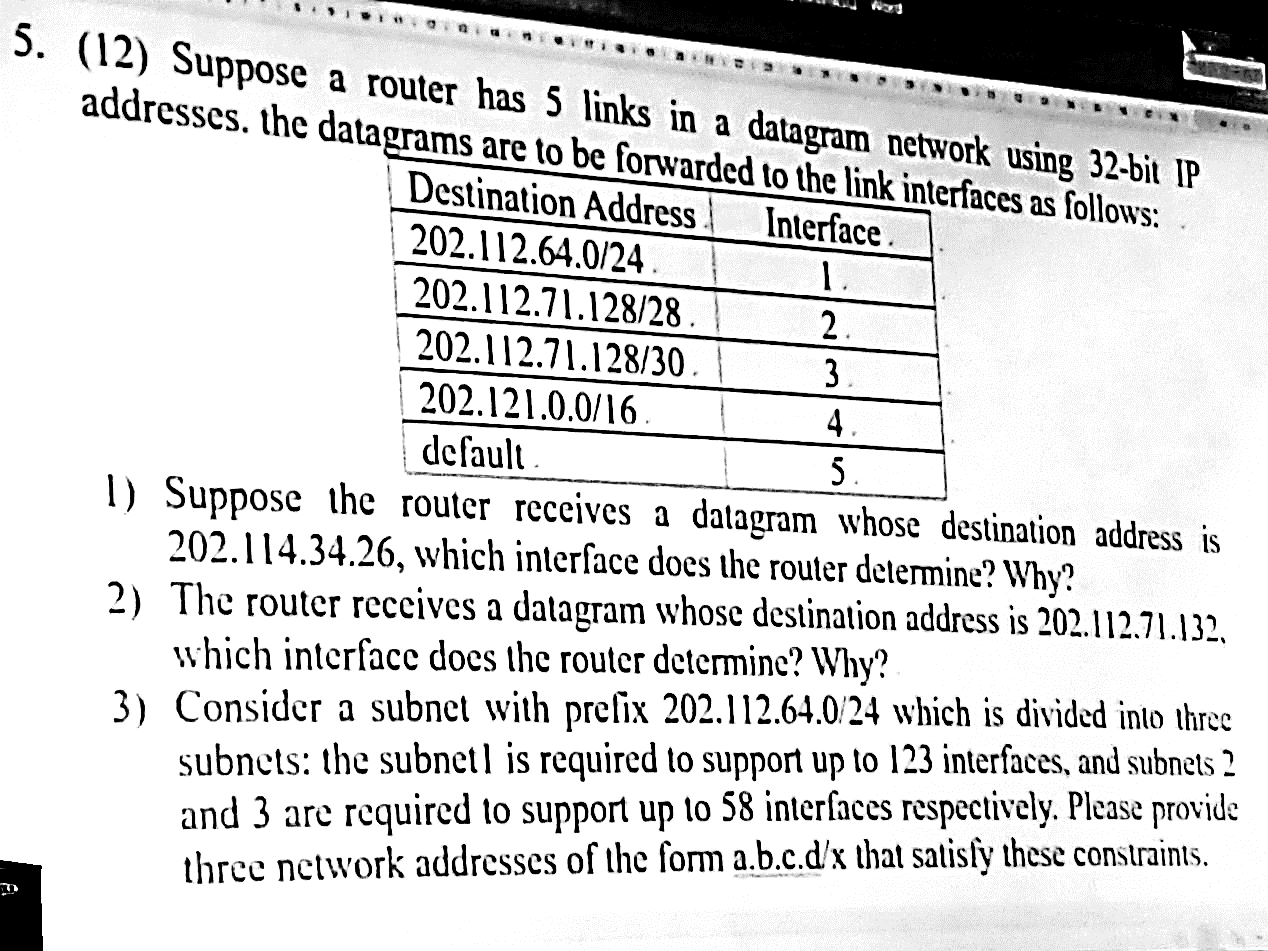 5. (12) Suppose a router has 5 links in a datagram network using 32-bit IP
addresses. the datagrams are to be forwarded to the link interfaces as follows:
Destination Address Interface
202.112.64.0/24 1
202.112.71.128/28 2
202.112.71.128/30 3
202.121.0.0/16 4
default 5
1) Suppose the router receives a datagram whose destination address is
202.114.34.26, which interface does the router determine? Why?
2) The router receives a datagram whose destination address is 202.112.71.132,
which interface does the router determine? Why?
3) Consider a subnet with prefix 202.112.64.0/24 which is divided into three
subnets: the subnet1 is required to support up to 123 interfaces, and subnets 2
and 3 are required to support up to 58 interfaces respectively. Please provide
three network addresses of the form a.b.c.d/x that satisfy these constraints.